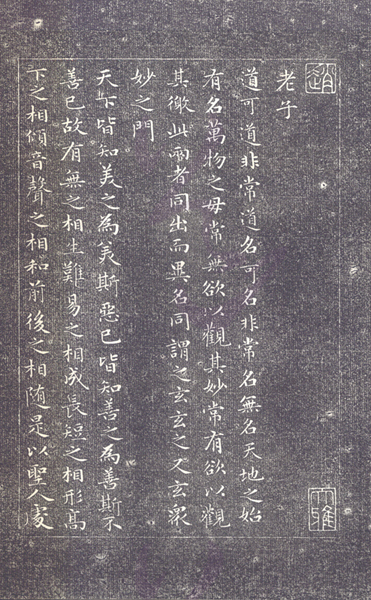 趙
老子
道可道非常道名可名非常名無名天地之始
有名萬物之母常無欲以觀其妙常有欲以觀
其徼此兩者同出而異名同謂之玄玄之又玄衆
妙之門
天下皆知美之為美斯惡已皆知善之為善斯不
善已故有無之相生難易之相成長短之相形髙
下之相傾音聲之相和前後之相随是以聖人處
大雅